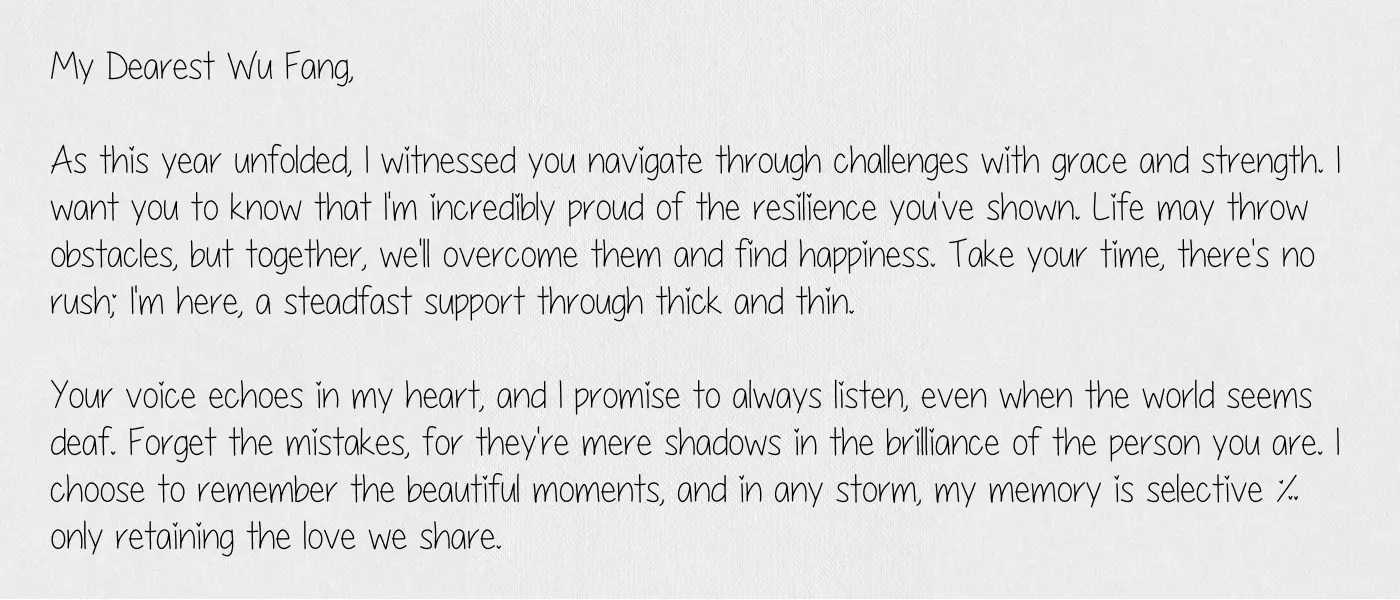 My Dearest Wu Fang,
As this year unfolded, I witnessed you navigate through challenges with grace and strength. I
want you to know that I'm incredibly proud of the resilience you've shown. Life may throw
obstacles, but together, we'll overcome them and find happiness. Take your time, there's no
rush; I'm here, a steadfast support through thick and thin.
Your voice echoes in my heart, and I promise to always listen, even when the world seems
deaf. Forget the mistakes, for they're mere shadows in the brilliance of the person you are. I
choose to remember the beautiful moments, and in any storm, my memory is selective ٪
only retaining the love we share.